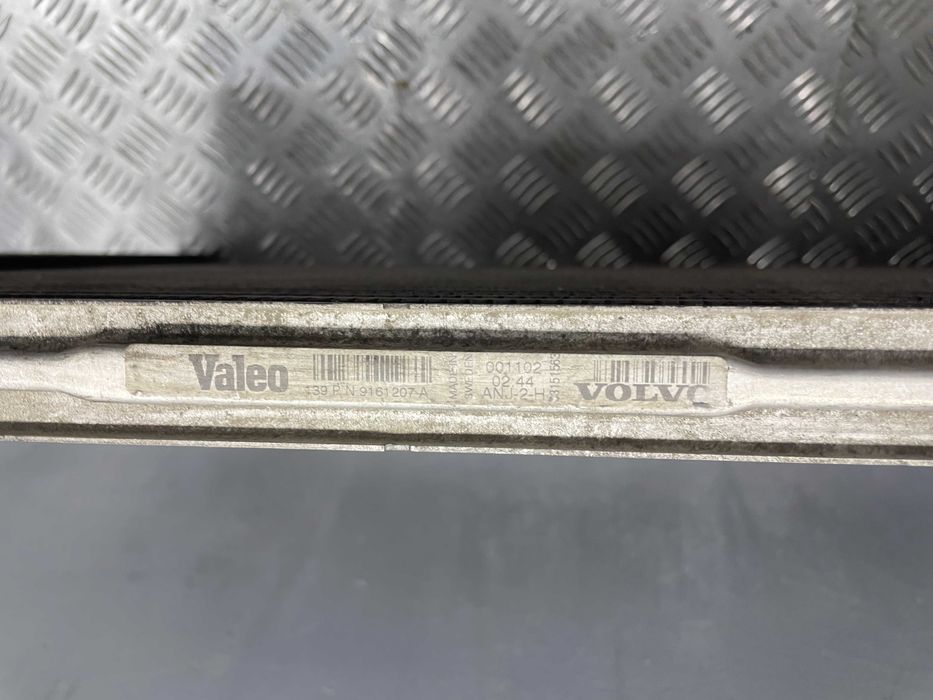 Valeo
139 P/N 9161207 A
MADE IN
SWEDEN
001102
02 44
ANJ-2-H
VOLVO